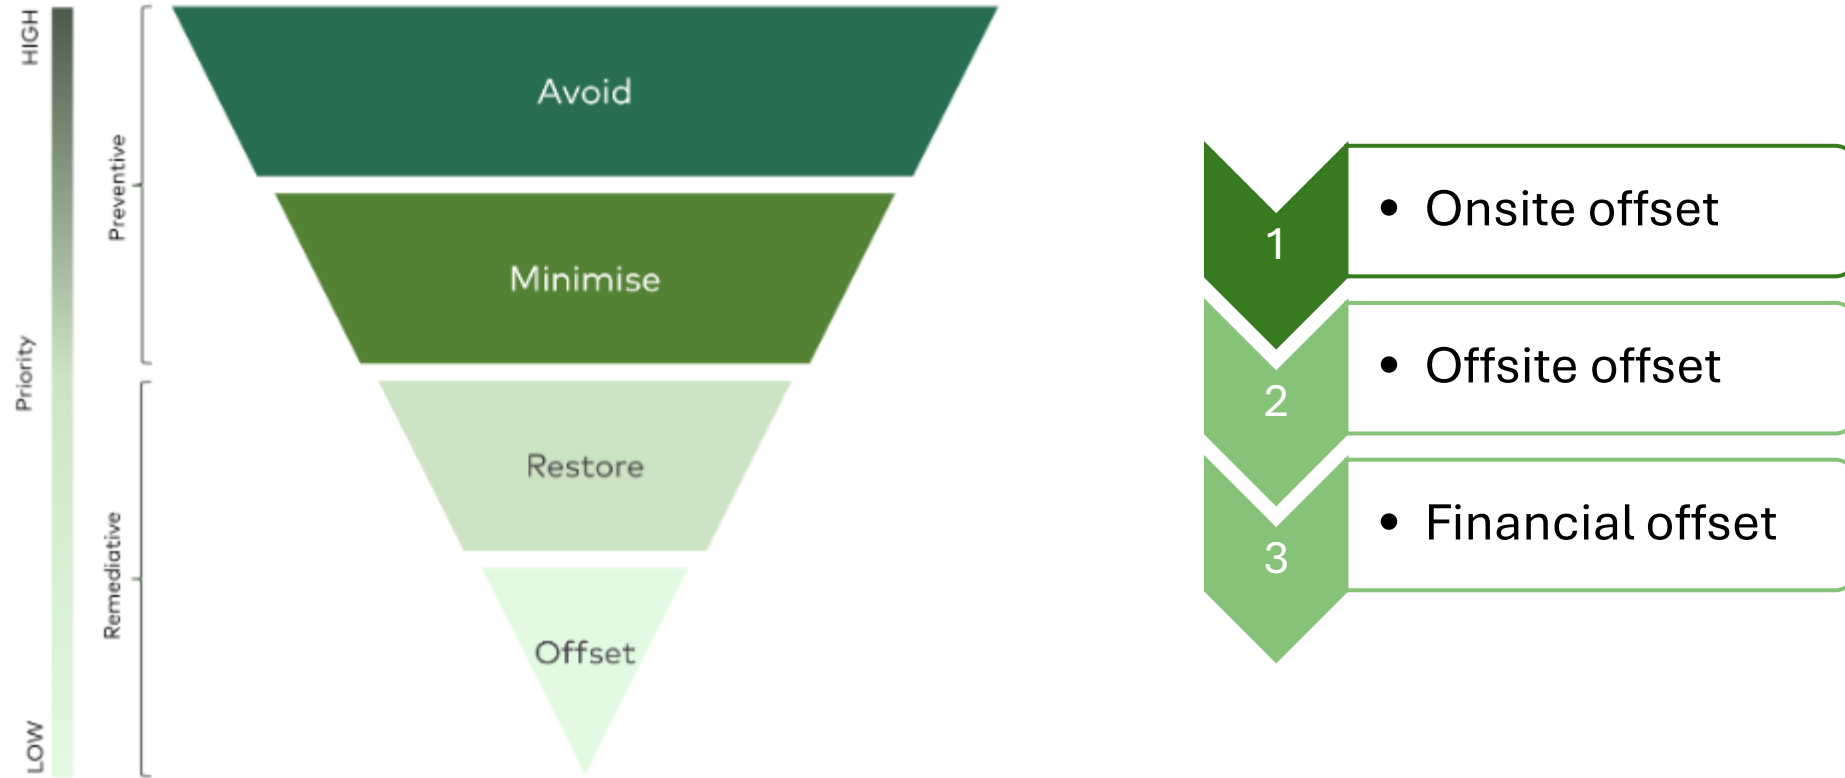 HIGH
Priority
LOW
Preventive
Remediative
Avoid
Minimise
Restore
Offset
1
• Onsite offset
2
• Offsite offset
3
• Financial offset